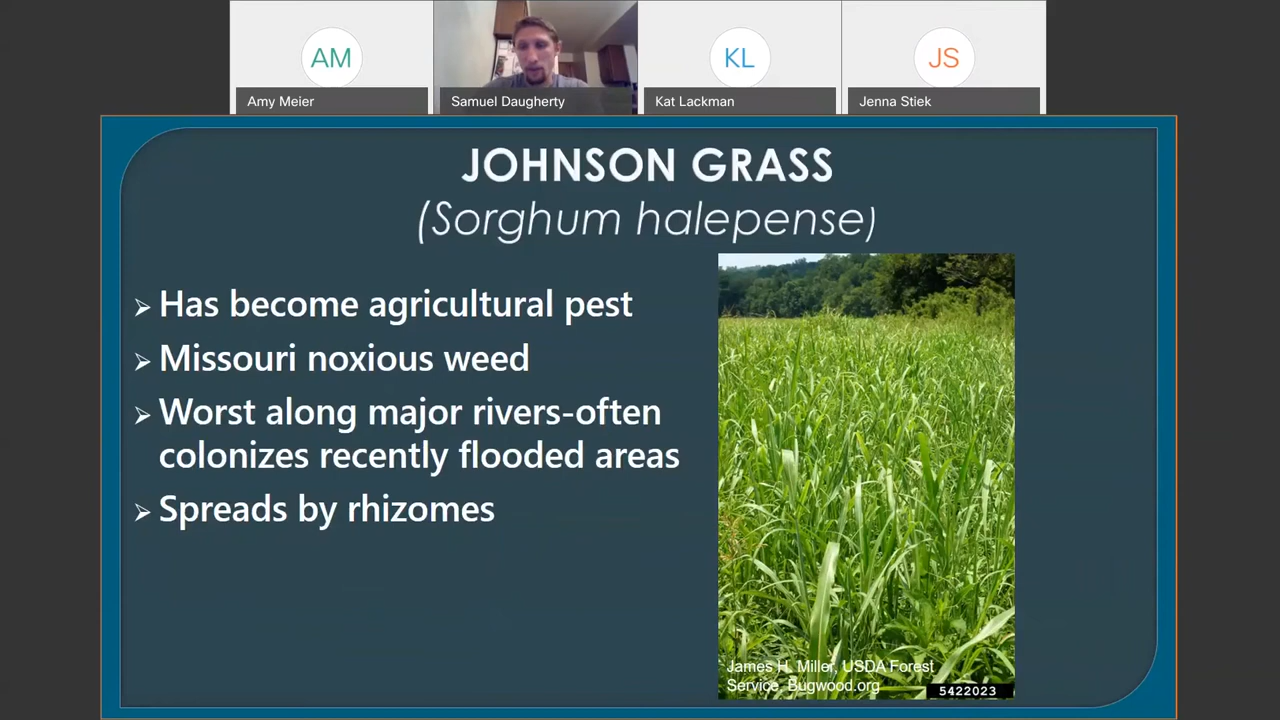 AM
KL
JS
Amy Meier
Samuel Daugherty
Kat Lackman
Jenna Stiek
JOHNSON GRASS
(Sorghum halepense)
Has become agricultural pest
Missouri noxious weed
Worst along major rivers-often
colonizes recently flooded areas
Spreads by rhizomes
James H. Miller, USDA Forest
Service, Bugwood.org
5422023